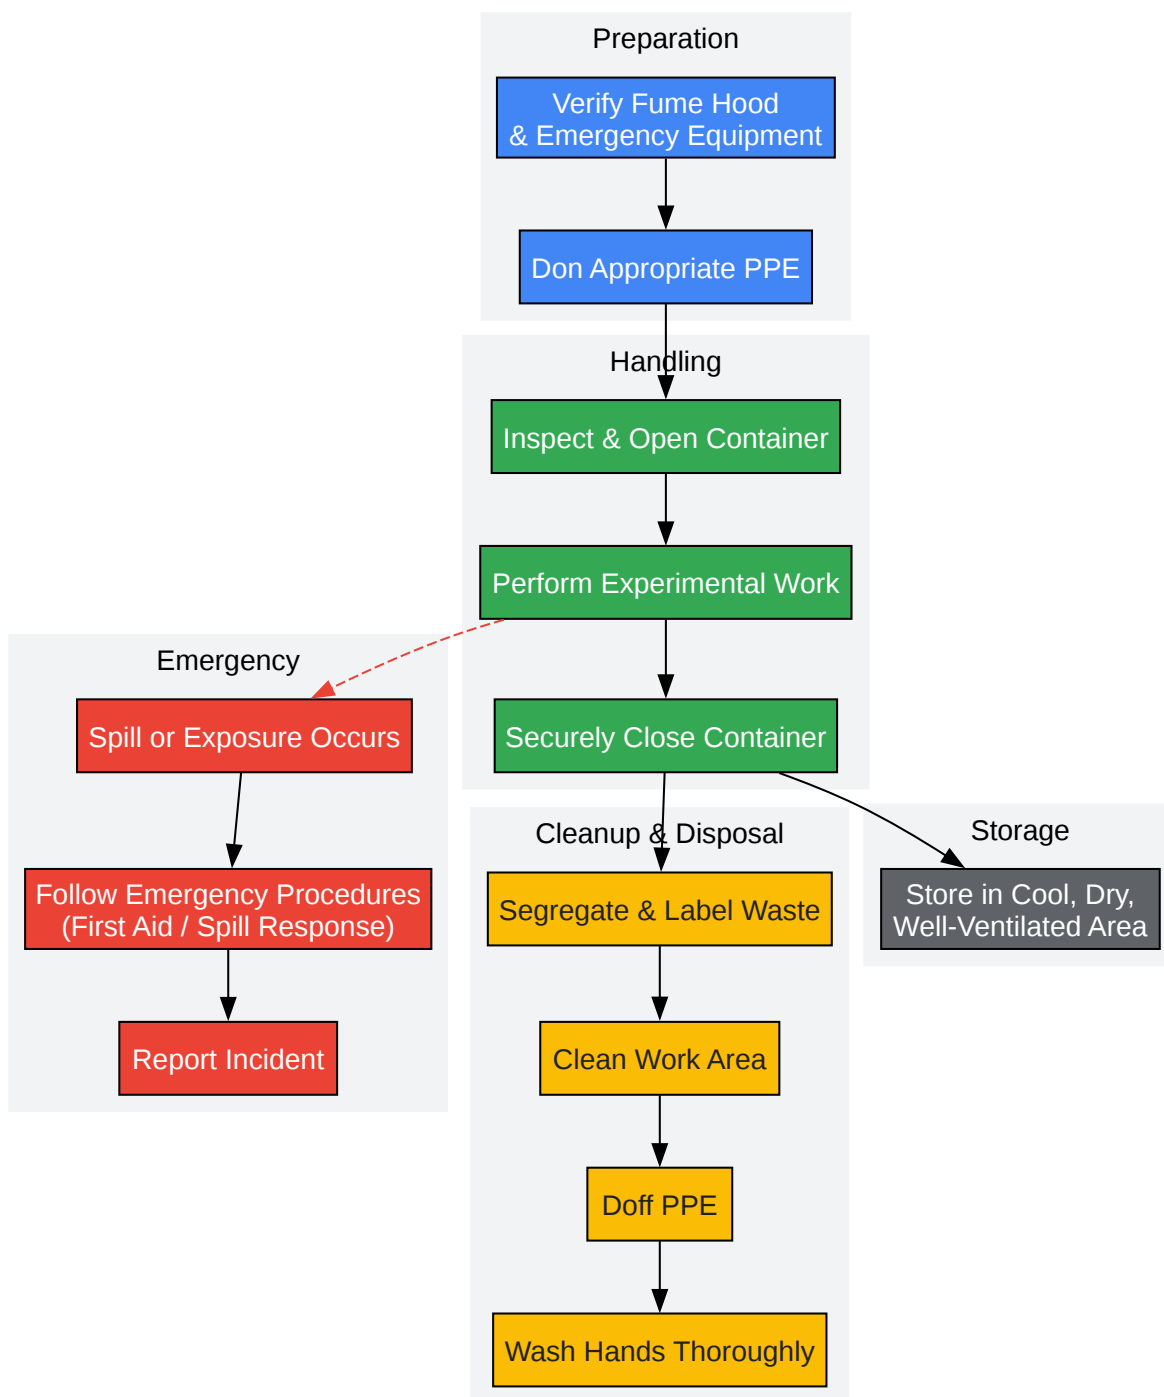 Preparation
Verify Fume Hood
& Emergency Equipment
Don Appropriate PPE
Handling
Inspect & Open Container
Perform Experimental Work
Securely Close Container
Emergency
Spill or Exposure Occurs
Follow Emergency Procedures
(First Aid / Spill Response)
Report Incident
Cleanup & Disposal
Segregate & Label Waste
Clean Work Area
Doff PPE
Wash Hands Thoroughly
Storage
Store in Cool, Dry,
Well-Ventilated Area